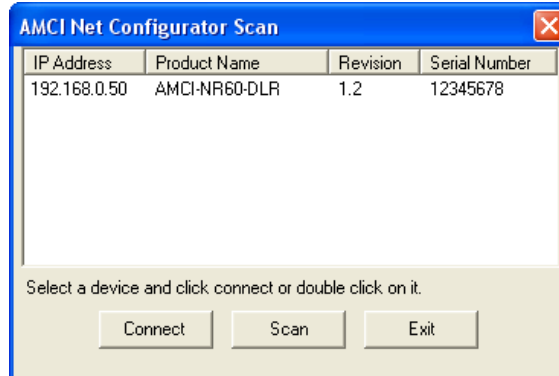 AMCI Net Configurator Scan
IP Address Product Name Revision Serial Number
192.168.0.50 AMCI-NR60-DLR 1.2 12345678
Select a device and click connect or double click on it.
Connect Scan Exit